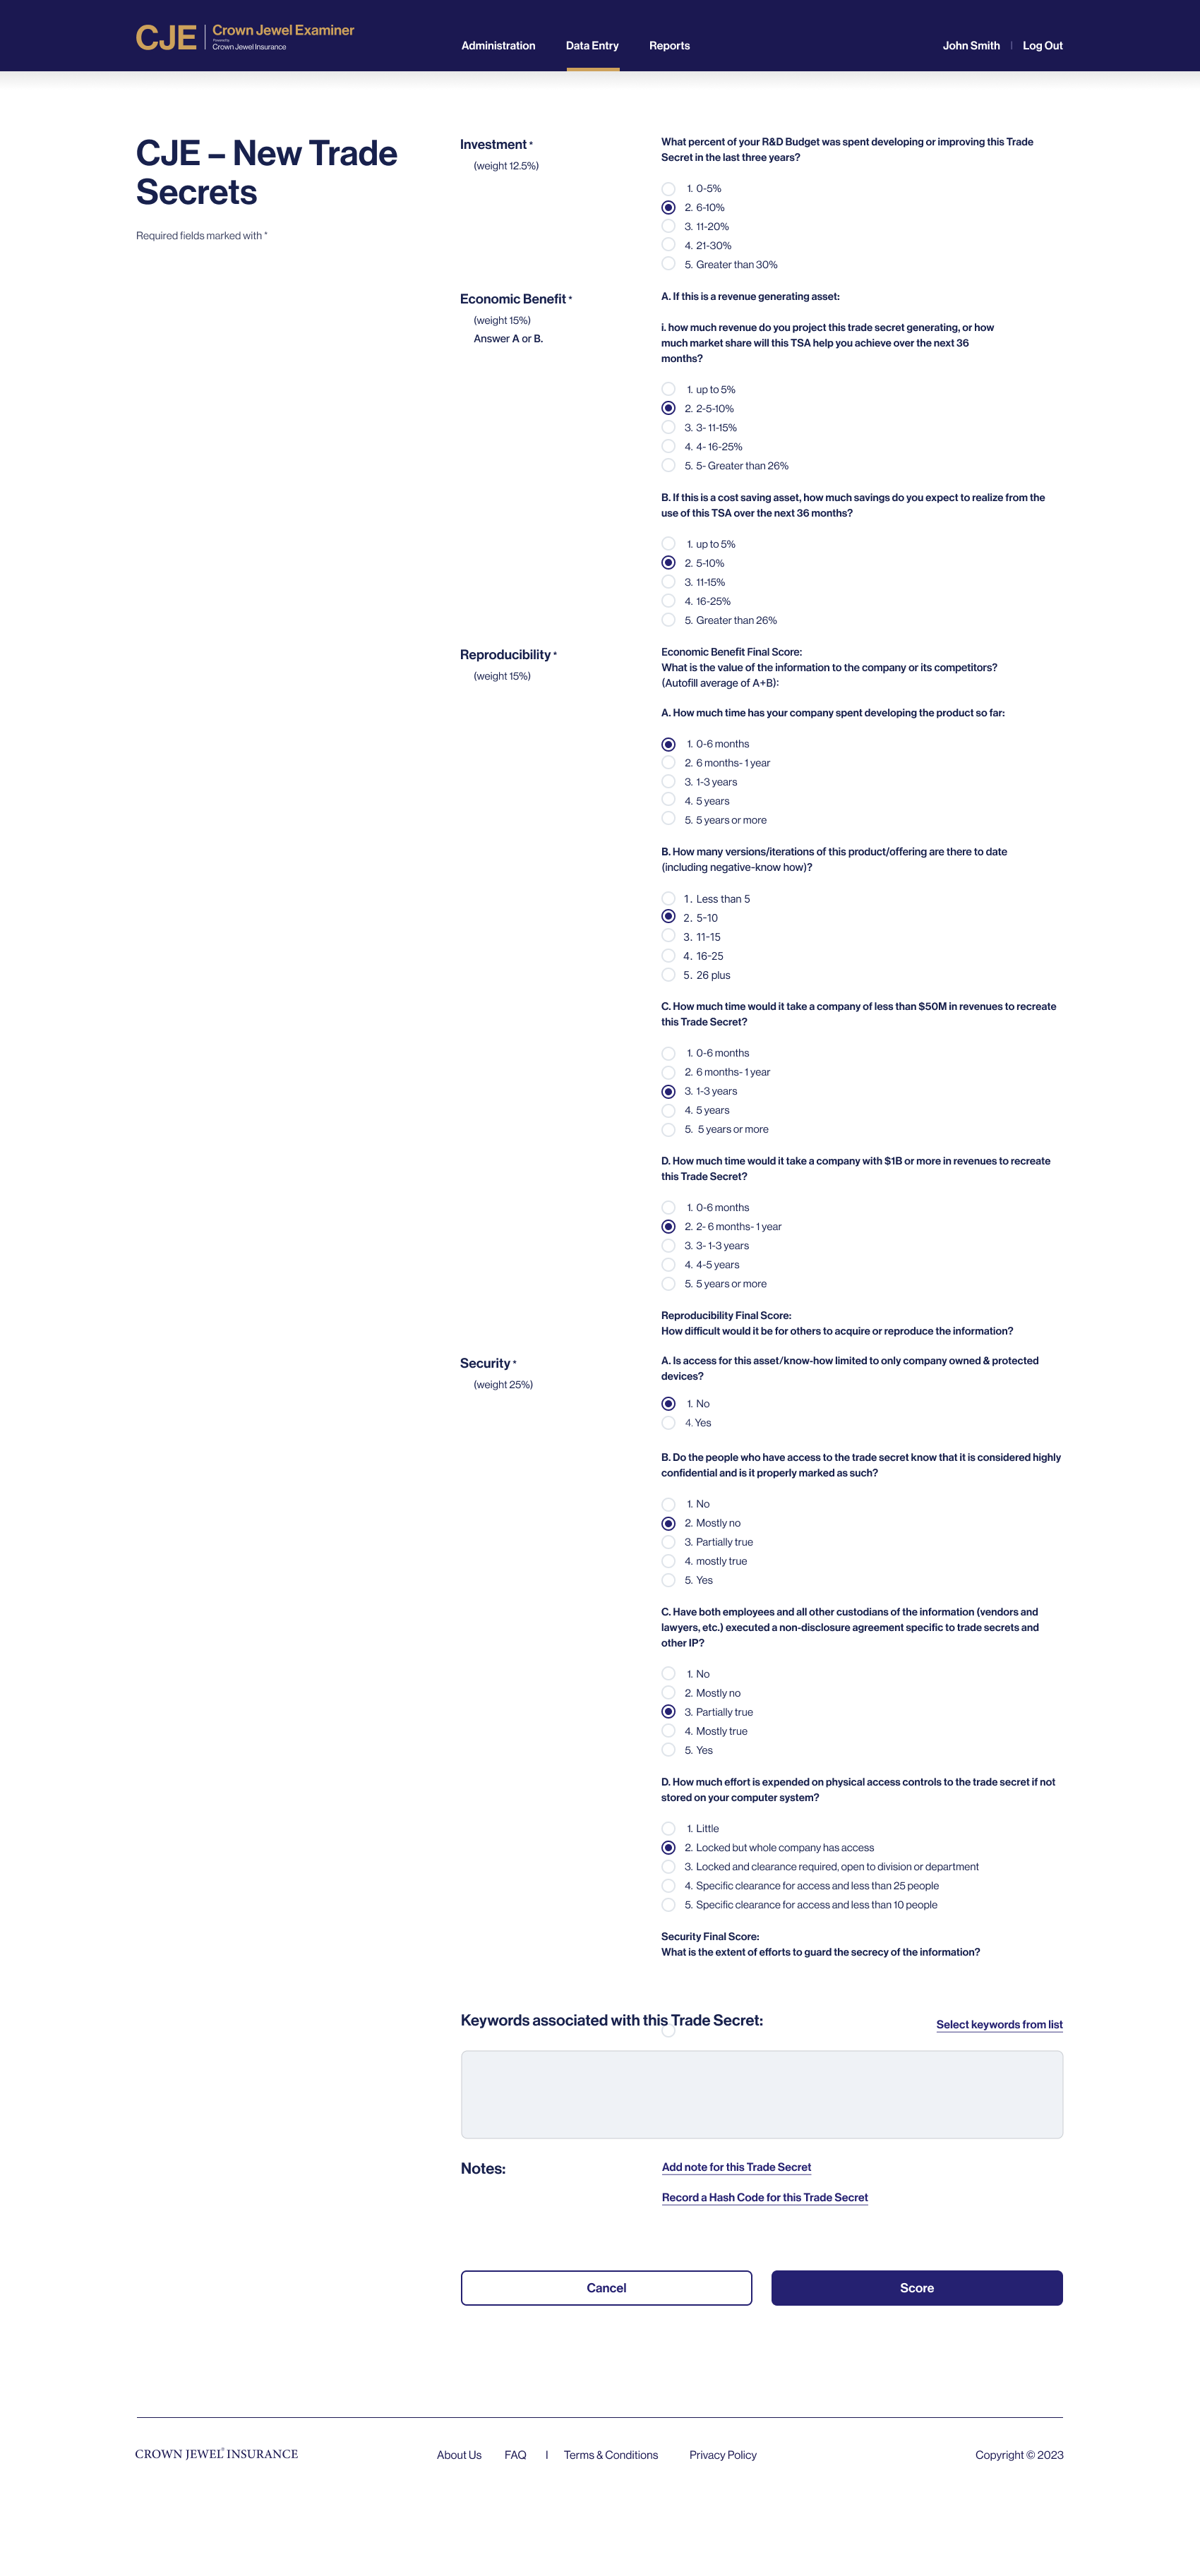 CJE
Crown Jewel Examiner
Powered by
Crown Jewel Insurance
Administration
Data Entry
Reports
John Smith | Log Out
CJE – New Trade
Secrets
Required fields marked with *
Investment *
(weight 12.5%)
What percent of your R&D Budget was spent developing or improving this Trade
Secret in the last three years?
1. 0-5%
2. 6-10%
3. 11-20%
4. 21-30%
5. Greater than 30%
Economic Benefit *
(weight 15%)
Answer A or B.
A. If this is a revenue generating asset:
i. how much revenue do you project this trade secret generating, or how
much market share will this TSA help you achieve over the next 36
months?
1. up to 5%
2. 2-5-10%
3. 3- 11-15%
4. 4- 16-25%
5. 5- Greater than 26%
B. If this is a cost saving asset, how much savings do you expect to realize from the
use of this TSA over the next 36 months?
1. up to 5%
2. 5-10%
3. 11-15%
4. 16-25%
5. Greater than 26%
Reproducibility *
(weight 15%)
Economic Benefit Final Score:
What is the value of the information to the company or its competitors?
(Autofill average of A+B):
A. How much time has your company spent developing the product so far:
1. 0-6 months
2. 6 months- 1 year
3. 1-3 years
4. 5 years
5. 5 years or more
B. How many versions/iterations of this product/offering are there to date
(including negative-know how)?
1. Less than 5
2. 5-10
3. 11-15
4. 16-25
5. 26 plus
C. How much time would it take a company of less than $50M in revenues to recreate
this Trade Secret?
1. 0-6 months
2. 6 months- 1 year
3. 1-3 years
4. 5 years
5. 5 years or more
D. How much time would it take a company with $1B or more in revenues to recreate
this Trade Secret?
1. 0-6 months
2. 2- 6 months- 1 year
3. 3- 1-3 years
4. 4-5 years
5. 5 years or more
Reproducibility Final Score:
How difficult would it be for others to acquire or reproduce the information?
Security *
(weight 25%)
A. Is access for this asset/know-how limited to only company owned & protected
devices?
1. No
4. Yes
B. Do the people who have access to the trade secret know that it is considered highly
confidential and is it properly marked as such?
1. No
2. Mostly no
3. Partially true
4. mostly true
5. Yes
C. Have both employees and all other custodians of the information (vendors and
lawyers, etc.) executed a non-disclosure agreement specific to trade secrets and
other IP?
1. No
2. Mostly no
3. Partially true
4. Mostly true
5. Yes
D. How much effort is expended on physical access controls to the trade secret if not
stored on your computer system?
1. Little
2. Locked but whole company has access
3. Locked and clearance required, open to division or department
4. Specific clearance for access and less than 25 people
5. Specific clearance for access and less than 10 people
Security Final Score:
What is the extent of efforts to guard the secrecy of the information?
Keywords associated with this Trade Secret:
Select keywords from list
Notes:
Add note for this Trade Secret
Record a Hash Code for this Trade Secret
Cancel
Score
CROWN JEWEL® INSURANCE
About Us
FAQ | Terms & Conditions
Privacy Policy
Copyright © 2023